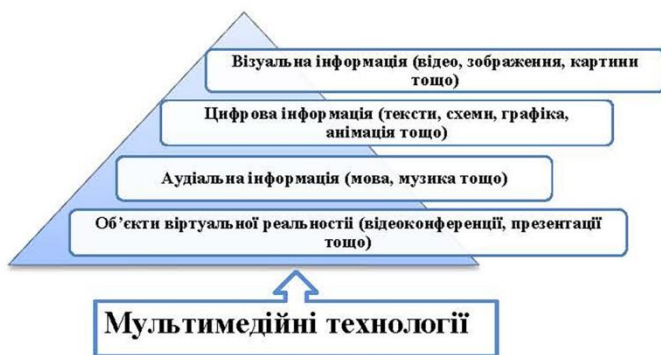 Візуальна інформація (відео, зображення, картини
тощо)
Цифрова інформація (тексти, схеми, графіка,
анімація тощо)
Аудіальна інформація (мова, музика тощо)
Об’єкти віртуальної реальностіі (відеоконференції, презентації
тощо)
Мультимедійні технології